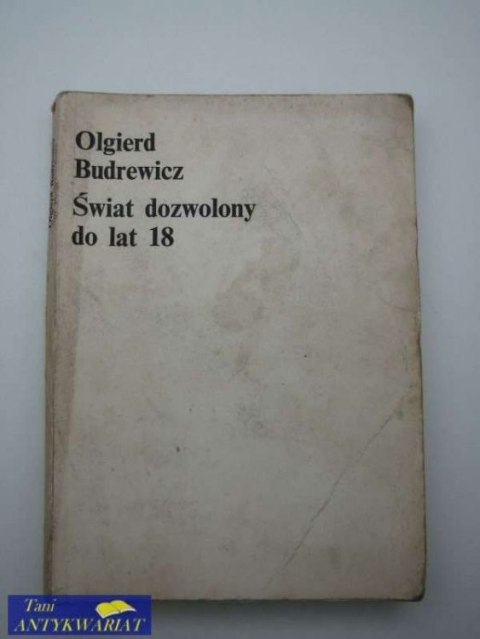 Olgierd
Budrewicz
Świat dozwolony
do lat 18
Tani
ANTYKWARIAT